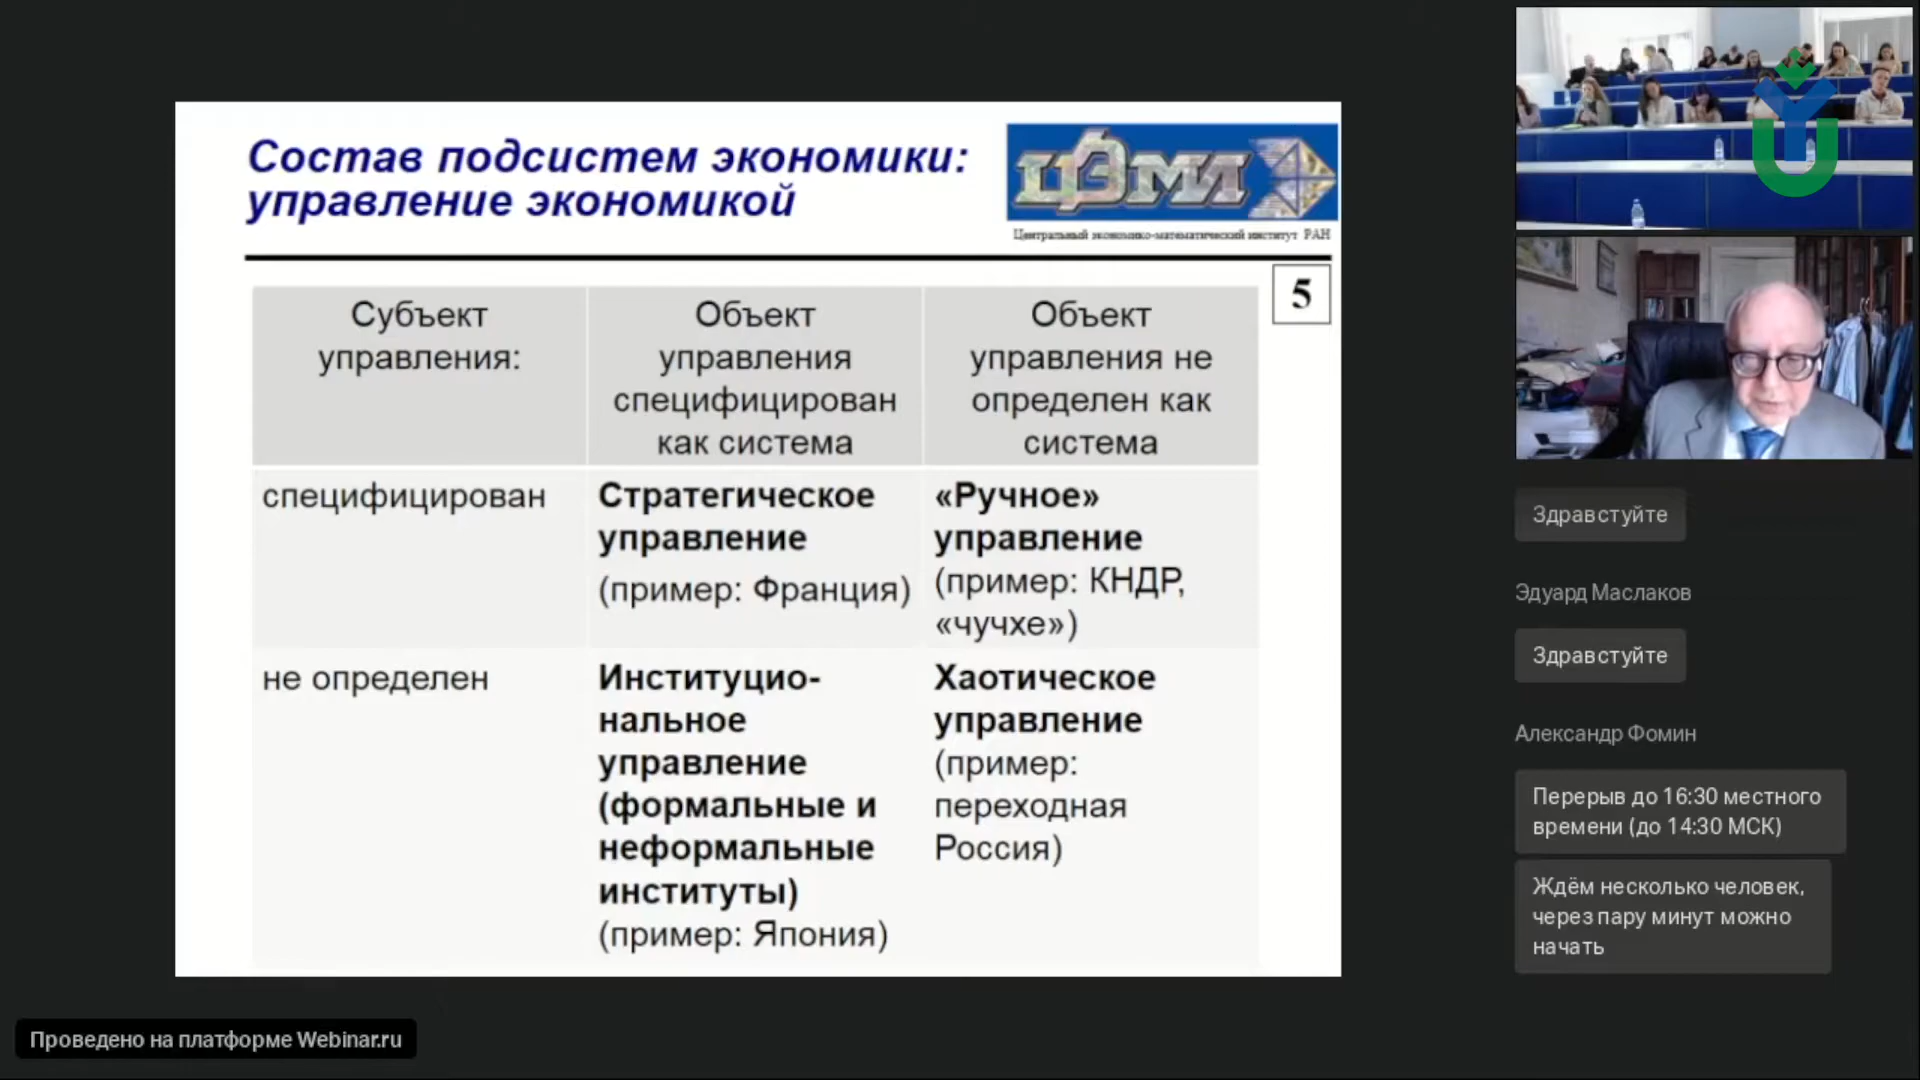 Состав подсистем экономики:
управление экономикой
ЦЭМИ
Центральный экономико-математический институт РАН
5
Субъект
управления:
Объект
управления
специфицирован
как система
Объект
управления не
определен как
система
специфицирован
Стратегическое
управление
(пример: Франция)
«Ручное»
управление
(пример: КНДР,
«чучхе»)
не определен
Институцио-
нальное
управление
(формальные и
неформальные
институты)
(пример: Япония)
Хаотическое
управление
(пример:
переходная
Россия)
Здравстуйте
Эдуард Маслаков
Здравстуйте
Александр Фомин
Перерыв до 16:30 местного
времени (до 14:30 МСК)
Ждём несколько человек,
через пару минут можно
начать
Проведено на платформе Webinar.ru